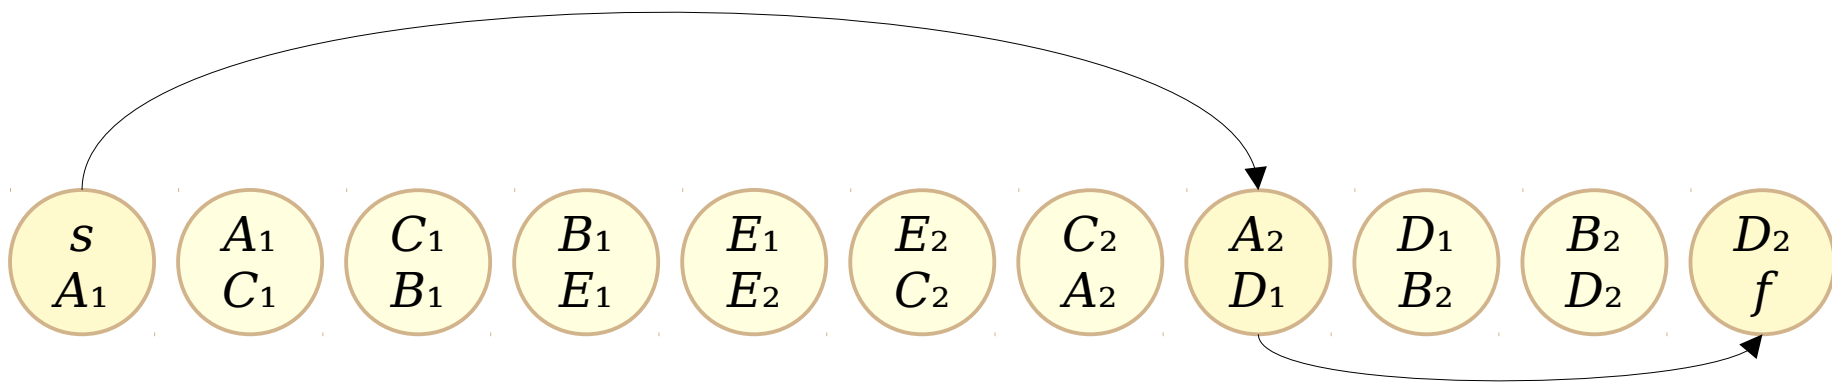 s A₁
A₁ C₁
C₁ B₁
B₁ E₁
E₁ E₂
E₂ C₂
C₂ A₂
A₂ D₁
D₁ B₂
B₂ D₂
D₂ f